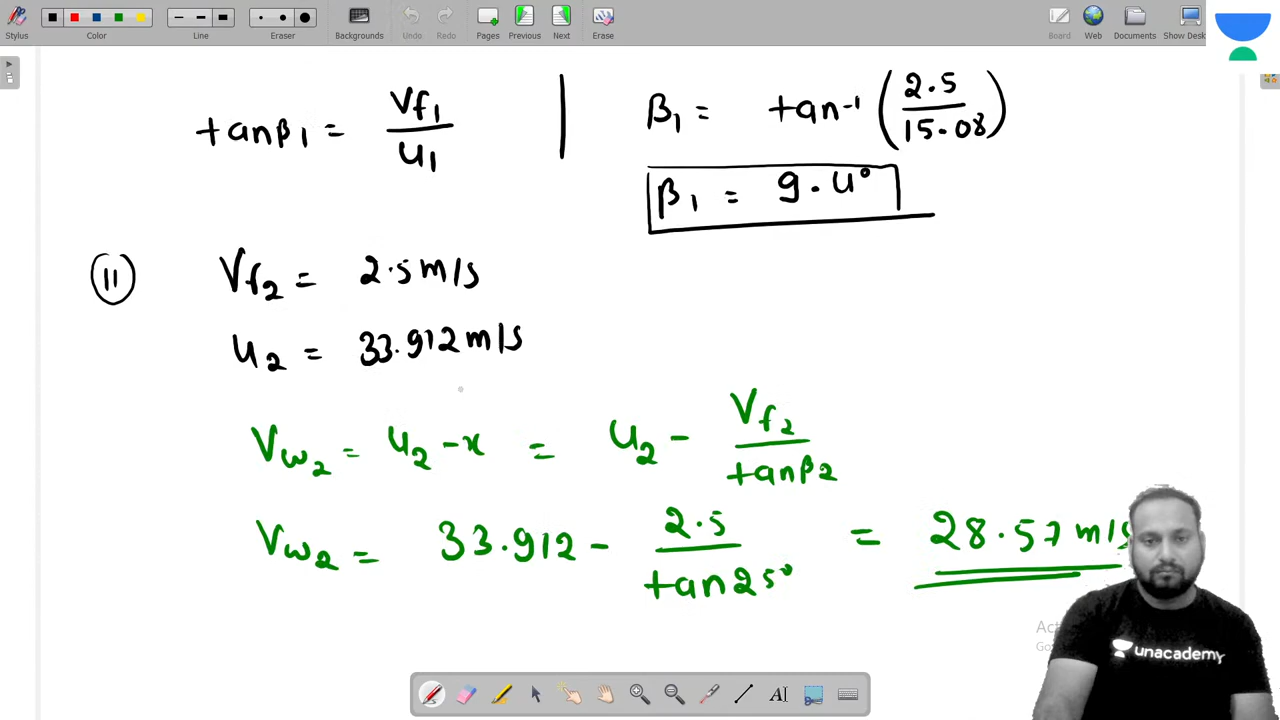 Stylus
Color
Line
Eraser
Backgrounds
Undo
Redo
Pages
Previous
Next
Erase
Board
Web
Documents
Show Desk
tanβ1 = Vf1 / u1
β1 = tan-1 (2.5 / 15.08)
β1 = 9.4°
(II)
Vf2 = 2.5 m/s
u2 = 33.912 m/s
Vw2 = u2 - x = u2 - Vf2 / tanβ2
Vw2 = 33.912 - 2.5 / tan25° = 28.57 m/s
unacademy